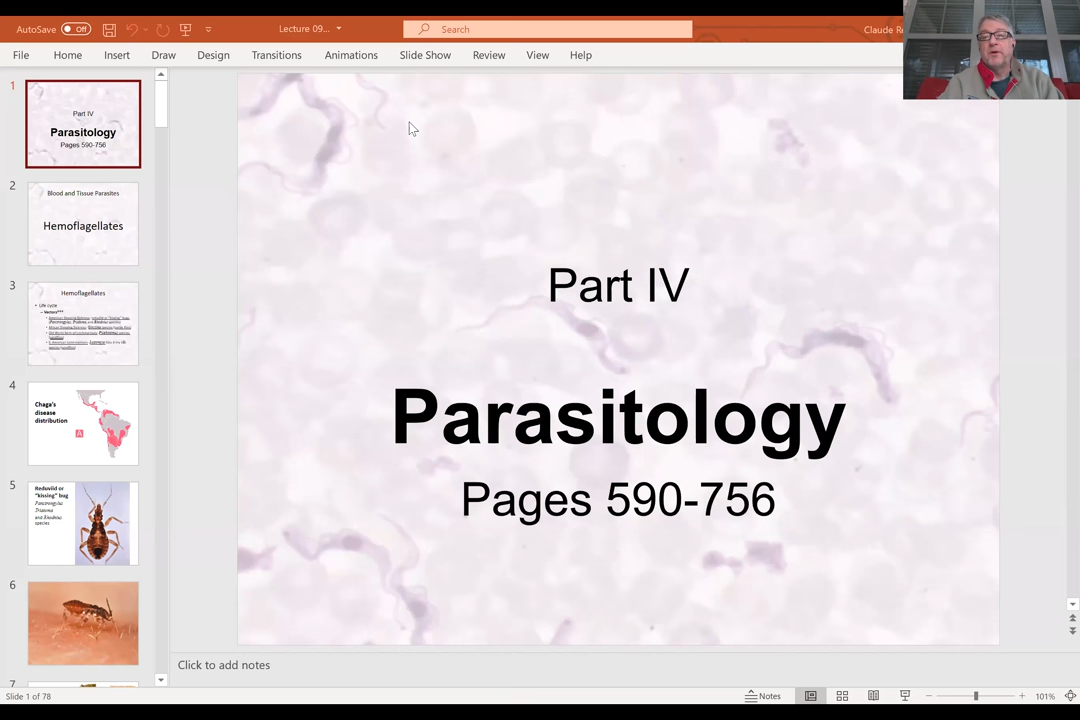 AutoSave Off Lecture 09... Search
File Home Insert Draw Design Transitions Animations Slide Show Review View Help
1
Part IV
Parasitology
Pages 590-756
2
Blood and Tissue Parasites
Hemoflagellates
3
Hemoflagellates
Life cycle
4
Chaga's
disease
distribution
A
5
Reduviid or
"kissing" bug
Panstrongylus
Triatoma
and Rhodnius
species
6
7
Part IV
Parasitology
Pages 590-756
Click to add notes
Slide 1 of 78 Notes 101%